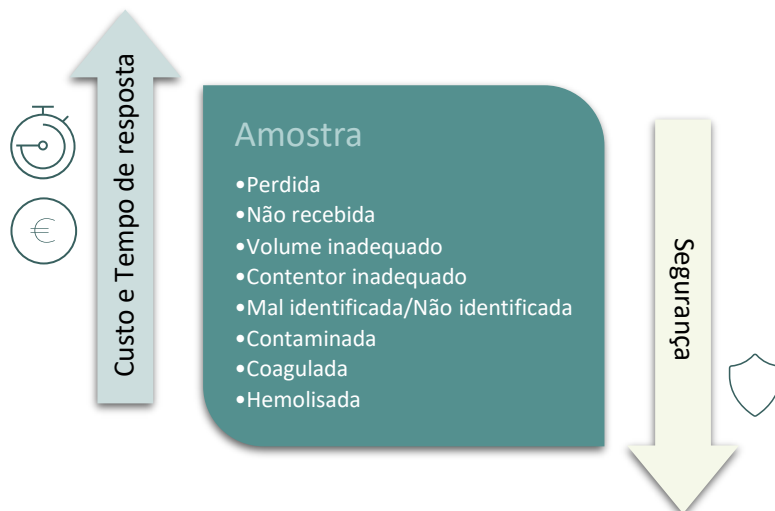 Custo e Tempo de resposta
€
Amostra
•Perdida
•Não recebida
•Volume inadequado
•Contentor inadequado
•Mal identificada/Não identificada
•Contaminada
•Coagulada
•Hemolisada
Segurança